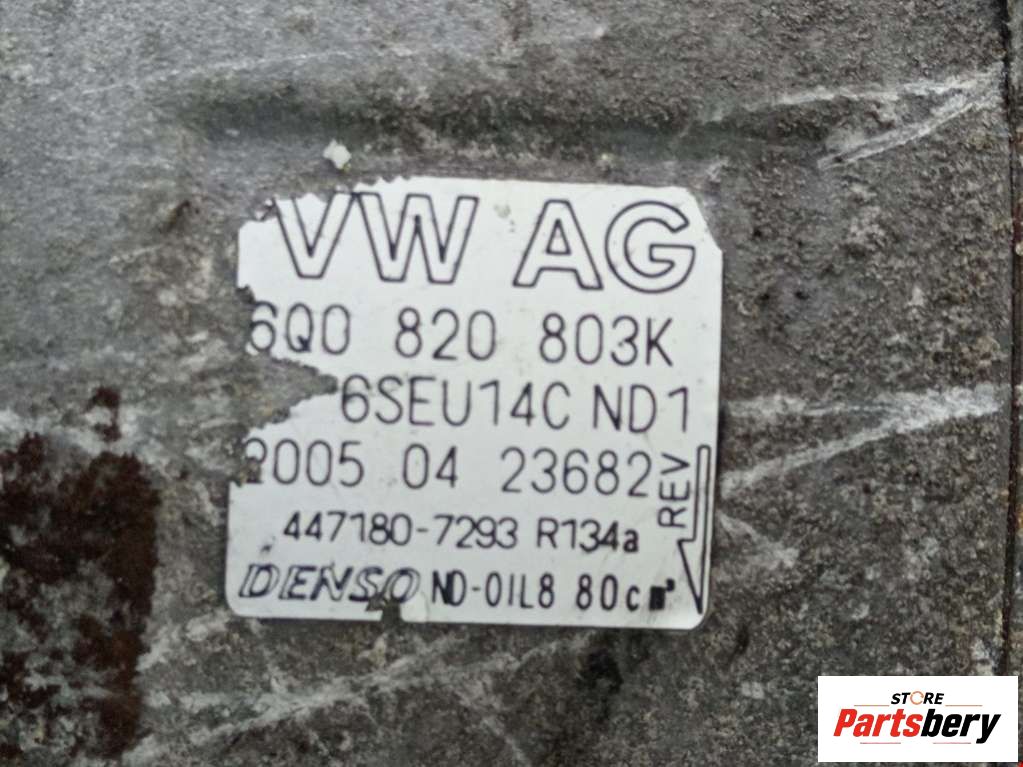 VW AG
6Q0 820 803K
6SEU14C ND1
2005 04 23682
REV
447180-7293 R134a
DENSO ND-OIL8 80cm³
STORE
Partsbery